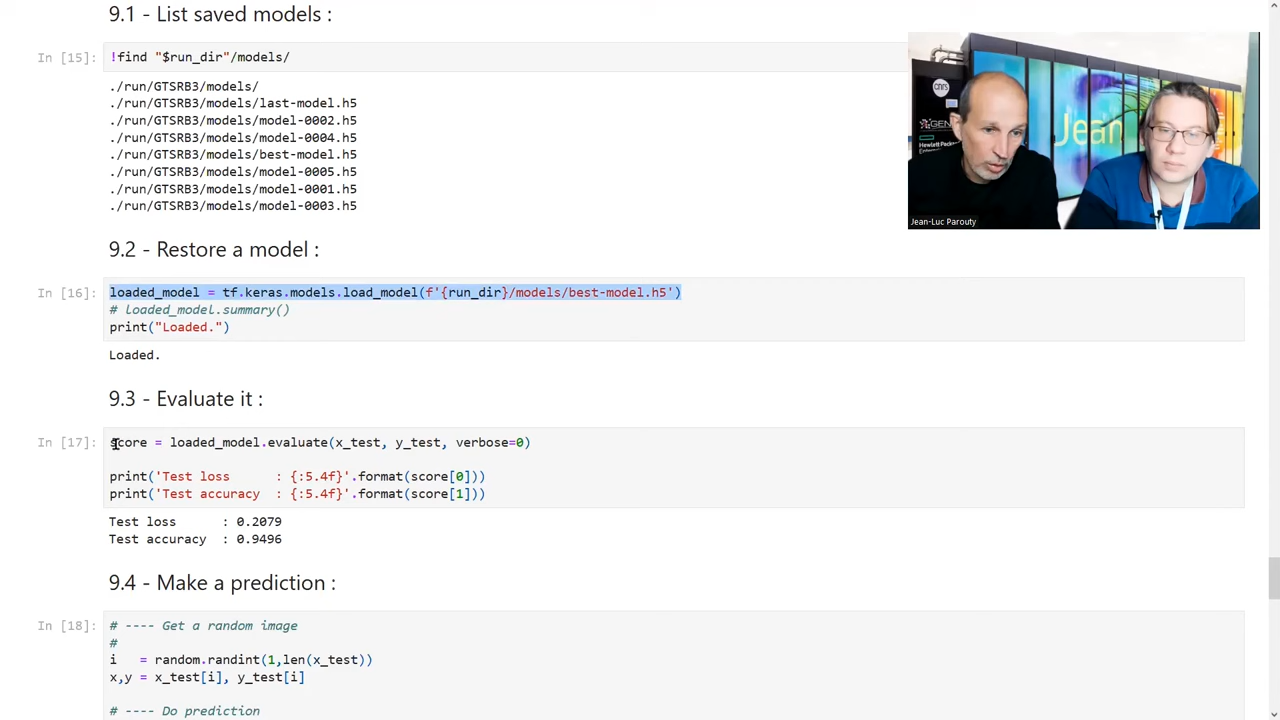 9.1 - List saved models :
In [15]: !find "$run_dir"/models/
./run/GTSRB3/models/
./run/GTSRB3/models/last-model.h5
./run/GTSRB3/models/model-0002.h5
./run/GTSRB3/models/model-0004.h5
./run/GTSRB3/models/best-model.h5
./run/GTSRB3/models/model-0005.h5
./run/GTSRB3/models/model-0001.h5
./run/GTSRB3/models/model-0003.h5
cnrs
GEN
Hewlett Pack
Enterpr
Jean
Jean-Luc Parouty
9.2 - Restore a model :
In [16]: loaded_model = tf.keras.models.load_model(f'{run_dir}/models/best-model.h5')
# loaded_model.summary()
print("Loaded.")
Loaded.
9.3 - Evaluate it :
In [17]: score = loaded_model.evaluate(x_test, y_test, verbose=0)
print('Test loss      : {:5.4f}'.format(score[0]))
print('Test accuracy  : {:5.4f}'.format(score[1]))
Test loss      : 0.2079
Test accuracy  : 0.9496
9.4 - Make a prediction :
In [18]: # ---- Get a random image
#
i   = random.randint(1,len(x_test))
x,y = x_test[i], y_test[i]
# ---- Do prediction